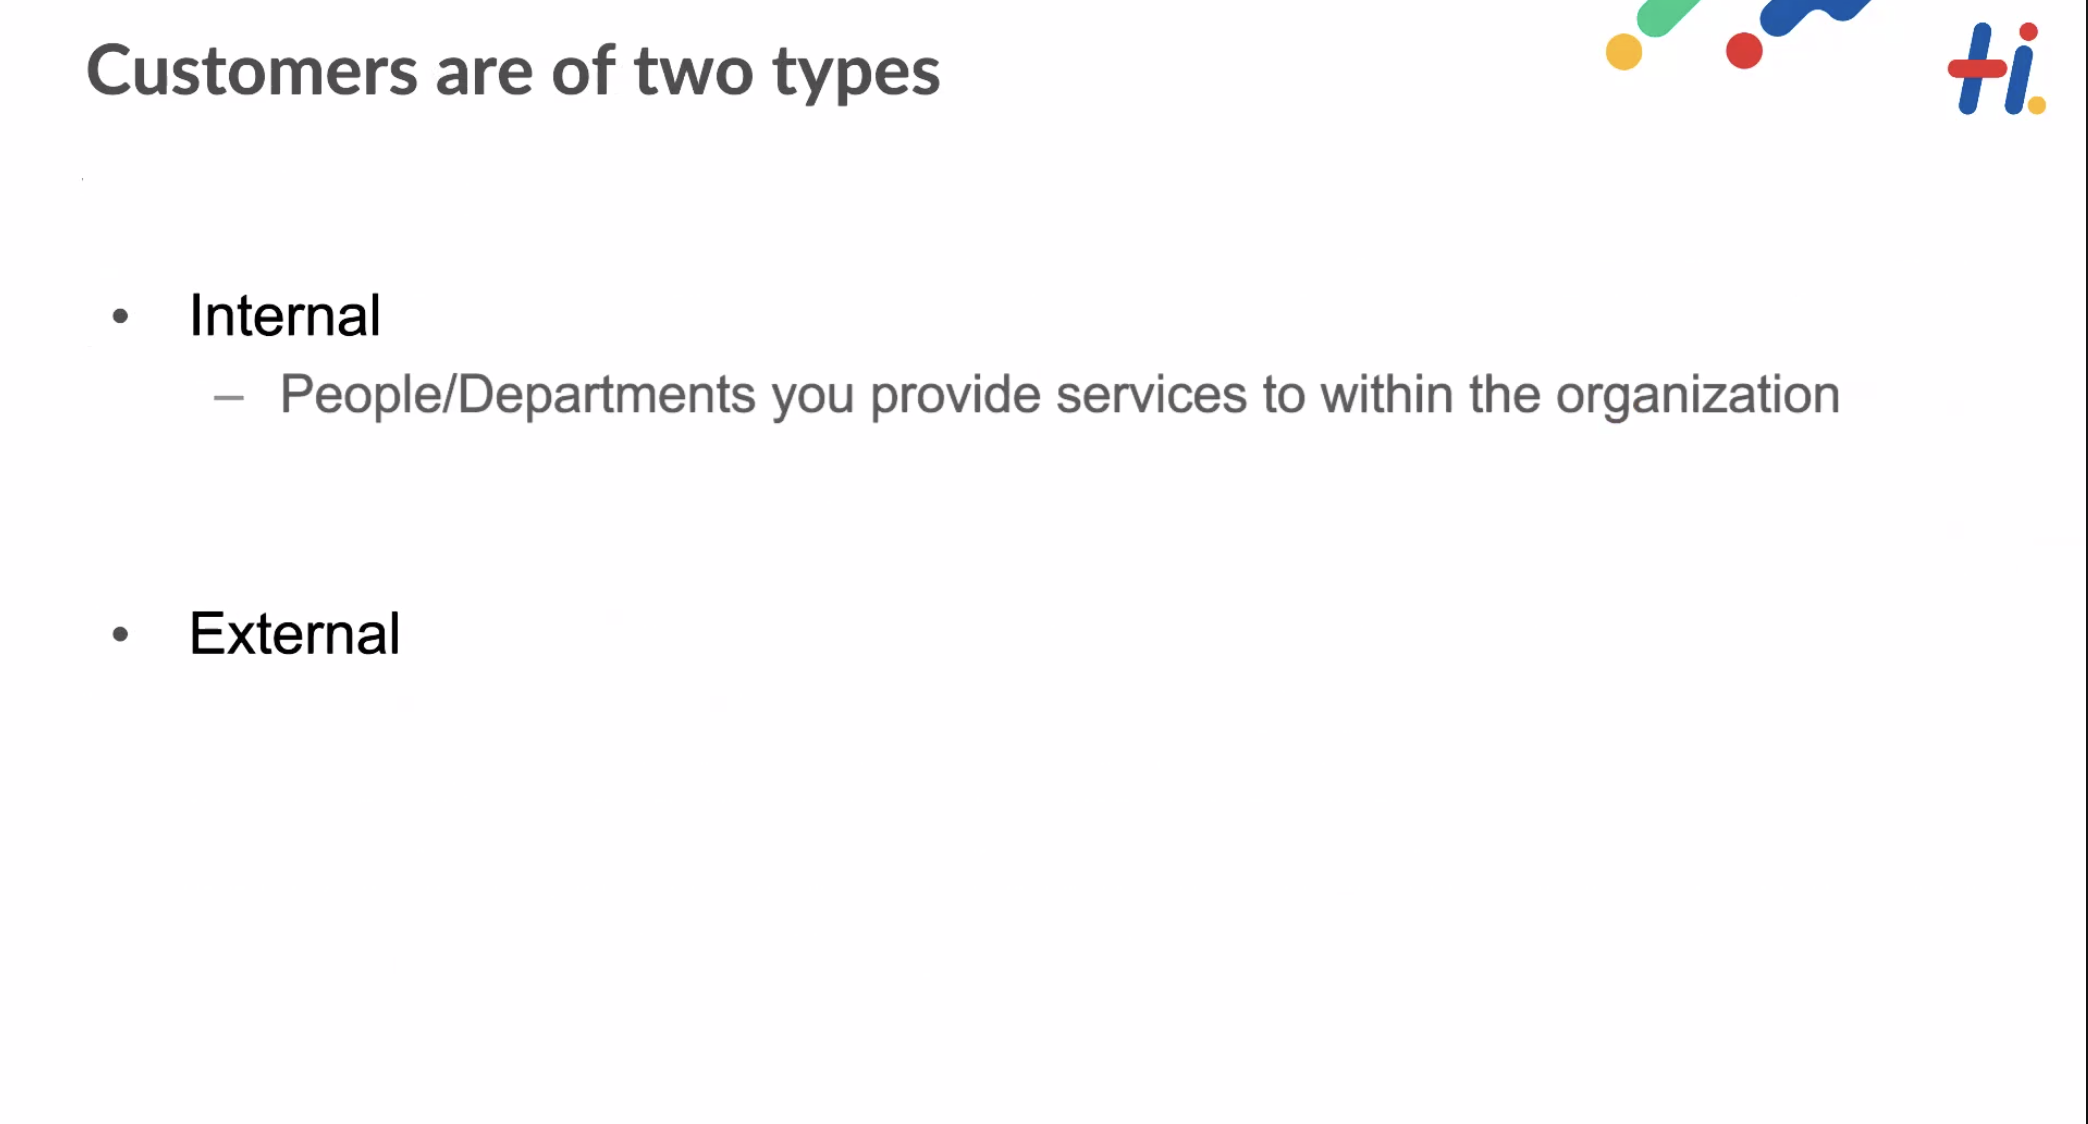 Customers are of two types
Hi.
• Internal
– People/Departments you provide services to within the organization
• External